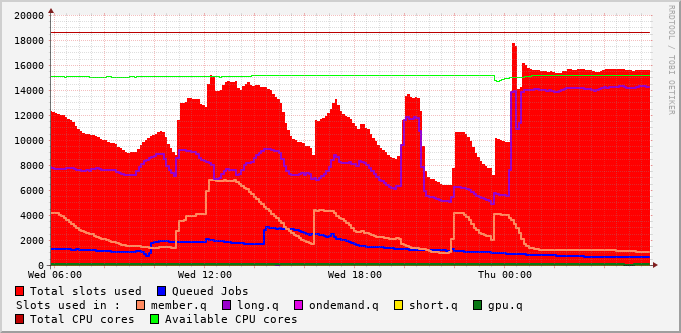 20000
18000
16000
14000
12000
10000
8000
6000
4000
2000
0
Wed 06:00 Wed 12:00 Wed 18:00 Thu 00:00
Total slots used Queued Jobs
Slots used in : member.q long.q ondemand.q short.q gpu.q
Total CPU cores Available CPU cores
RRDTOOL / TOBI OETIKER